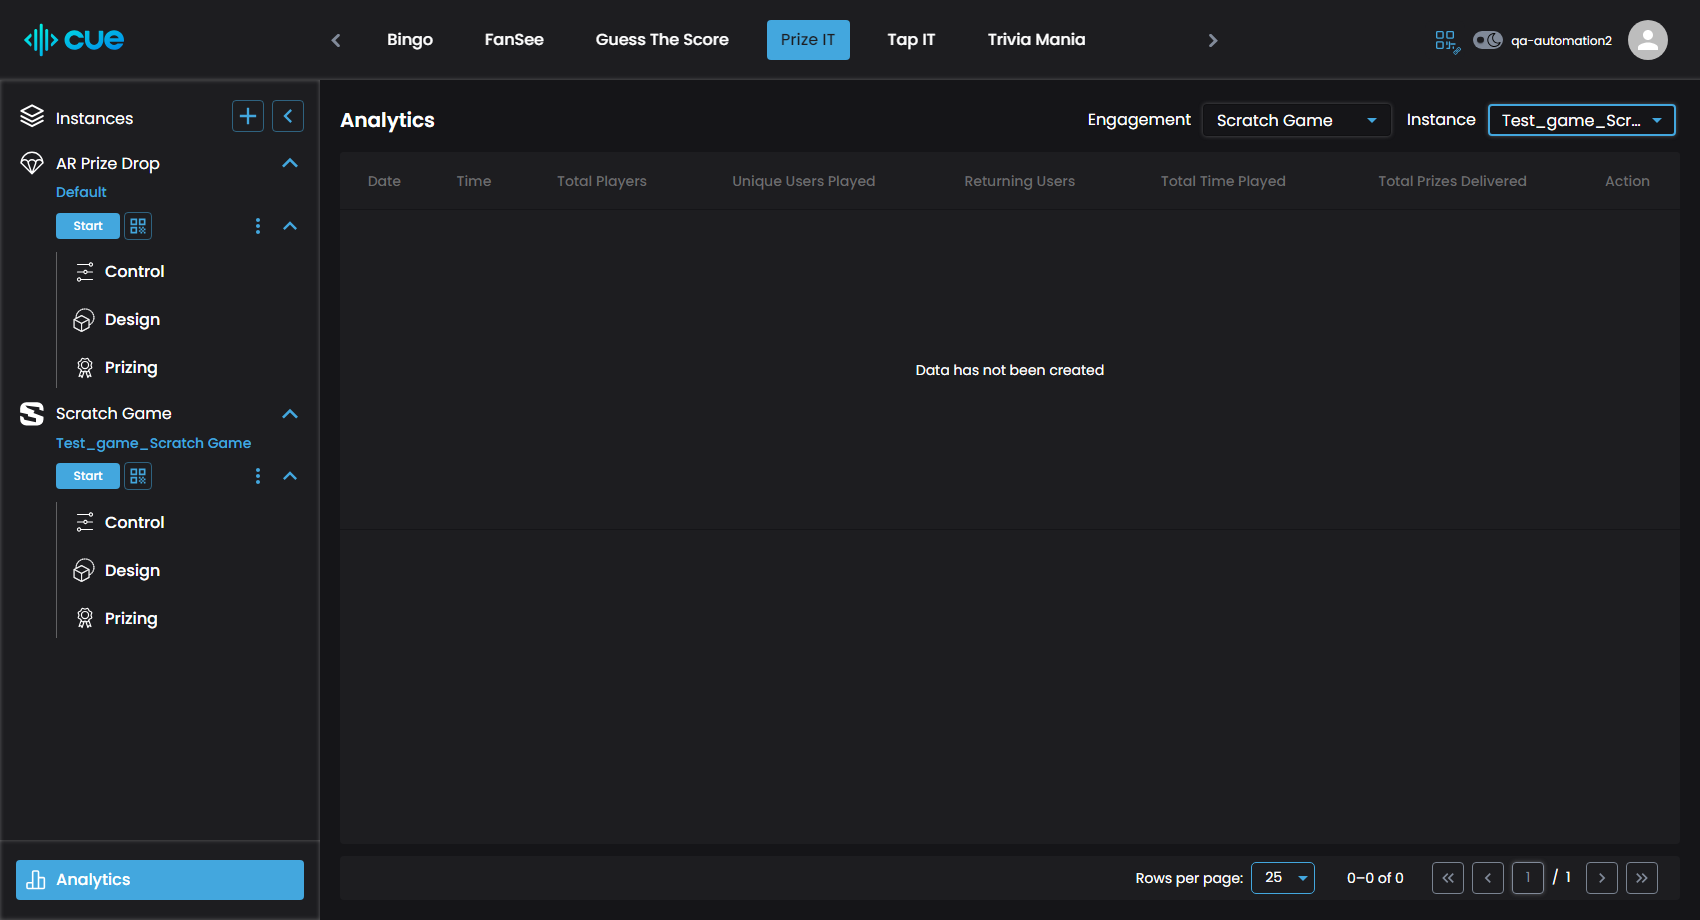 cue
Bingo FanSee Guess The Score Prize IT Tap IT Trivia Mania
qa-automation2
Instances
AR Prize Drop
Default
Start
Control
Design
Prizing
Scratch Game
Test_game_Scratch Game
Start
Control
Design
Prizing
Analytics
Analytics
Engagement Scratch Game Instance Test_game_Scr...
Date Time Total Players Unique Users Played Returning Users Total Time Played Total Prizes Delivered Action
Data has not been created
Rows per page: 25 0–0 of 0 1 / 1